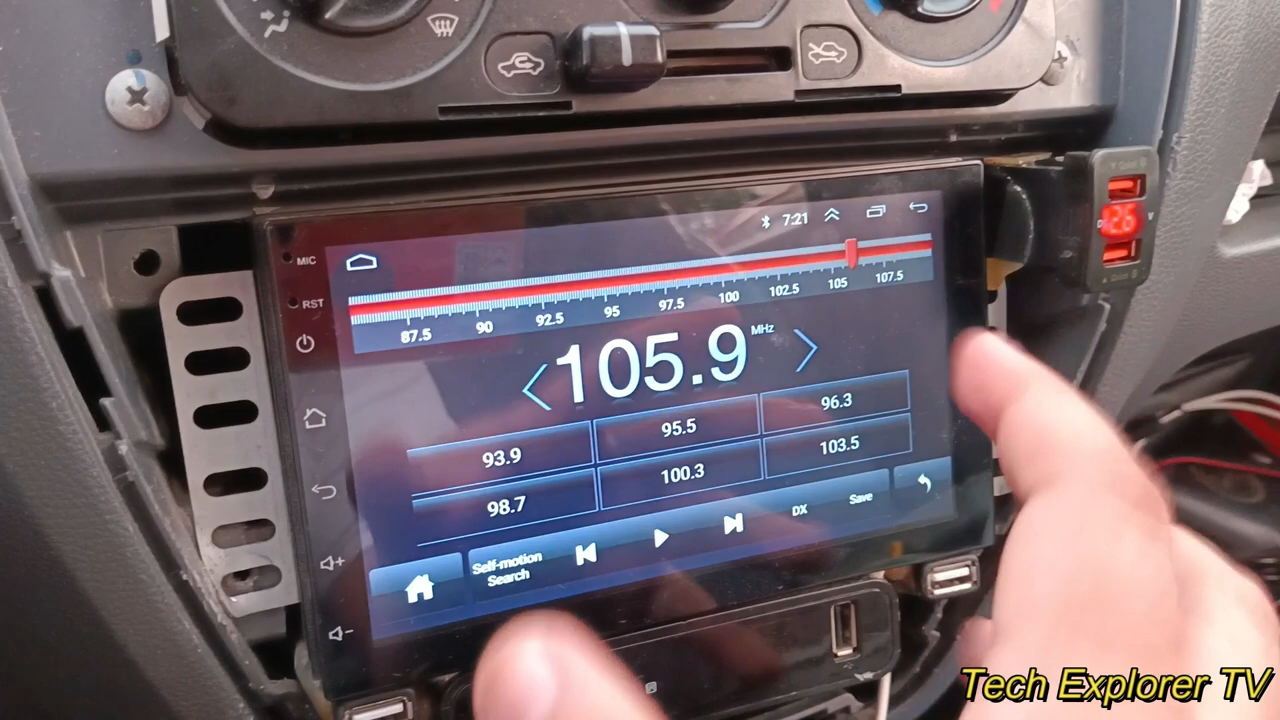 7:21
MIC
RST
87.5 90 92.5 95 97.5 100 102.5 105 107.5
105.9 MHz
93.9 95.5 96.3
98.7 100.3 103.5
Self-motion
Search
DX
Save
Tech Explorer TV